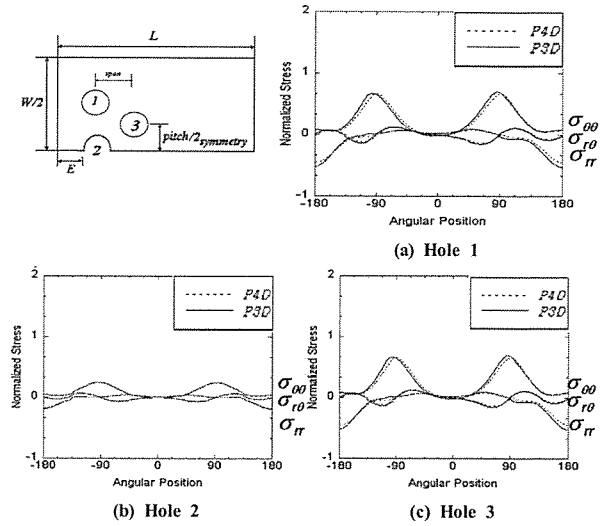 L
span
W/2
1
3
2
pitch/2
symmetry
E
2
P4D
P3D
Normalized Stress
1
0
-1
σθθ
σrθ
σrr
-180 -90 0 90 180
Angular Position
(a) Hole 1
2
P4D
P3D
Normalized Stress
1
0
-1
σθθ
σrθ
σrr
-180 -90 0 90 180
Angular Position
(b) Hole 2
2
P4D
P3D
Normalized Stress
1
0
-1
σθθ
σrθ
σrr
-180 -90 0 90 180
Angular Position
(c) Hole 3